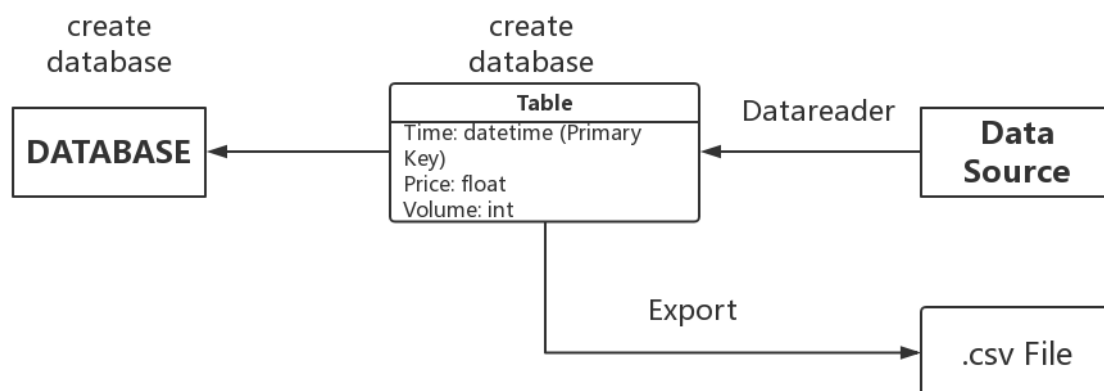 create
database
DATABASE
create
database
Table
Time: datetime (Primary
Key)
Price: float
Volume: int
Datareader
Data
Source
Export
.csv File